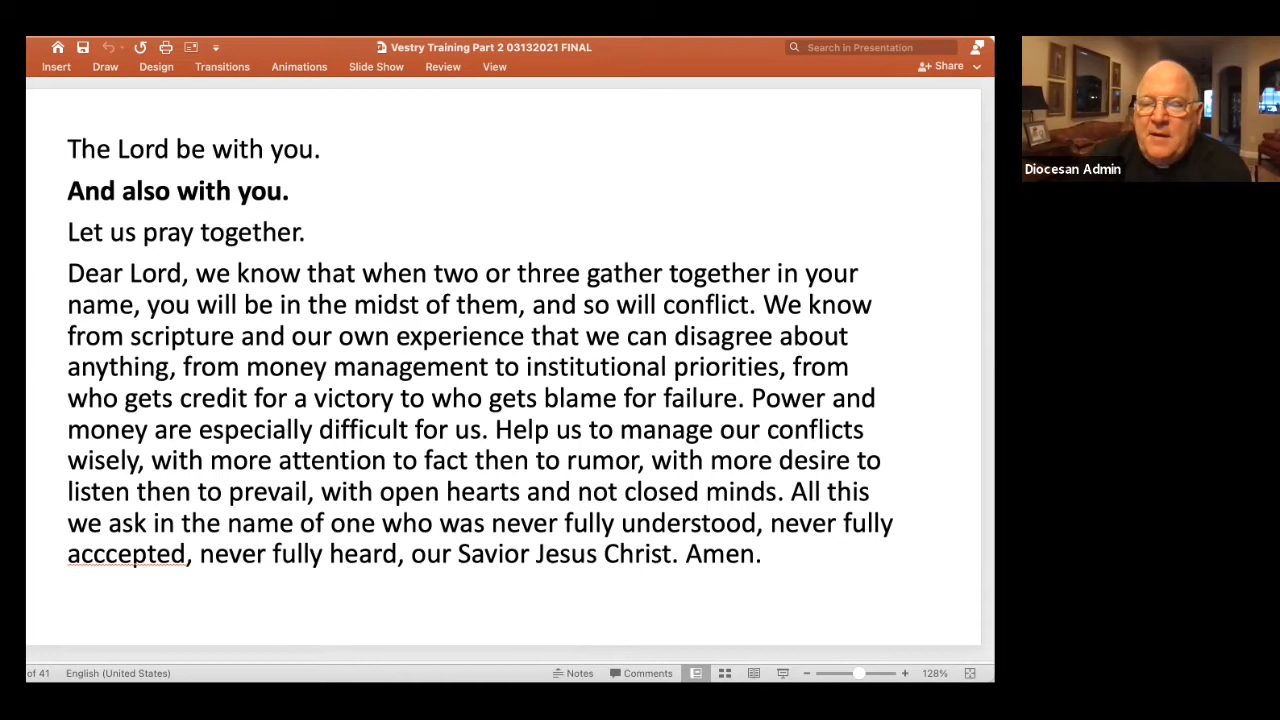 Vestry Training Part 2 03132021 FINAL
Search in Presentation
Insert Draw Design Transitions Animations Slide Show Review View
Share
The Lord be with you.
And also with you.
Let us pray together.
Dear Lord, we know that when two or three gather together in your
name, you will be in the midst of them, and so will conflict. We know
from scripture and our own experience that we can disagree about
anything, from money management to institutional priorities, from
who gets credit for a victory to who gets blame for failure. Power and
money are especially difficult for us. Help us to manage our conflicts
wisely, with more attention to fact then to rumor, with more desire to
listen then to prevail, with open hearts and not closed minds. All this
we ask in the name of one who was never fully understood, never fully
acccepted, never fully heard, our Savior Jesus Christ. Amen.
of 41 English (United States)
Notes Comments 128%
Diocesan Admin